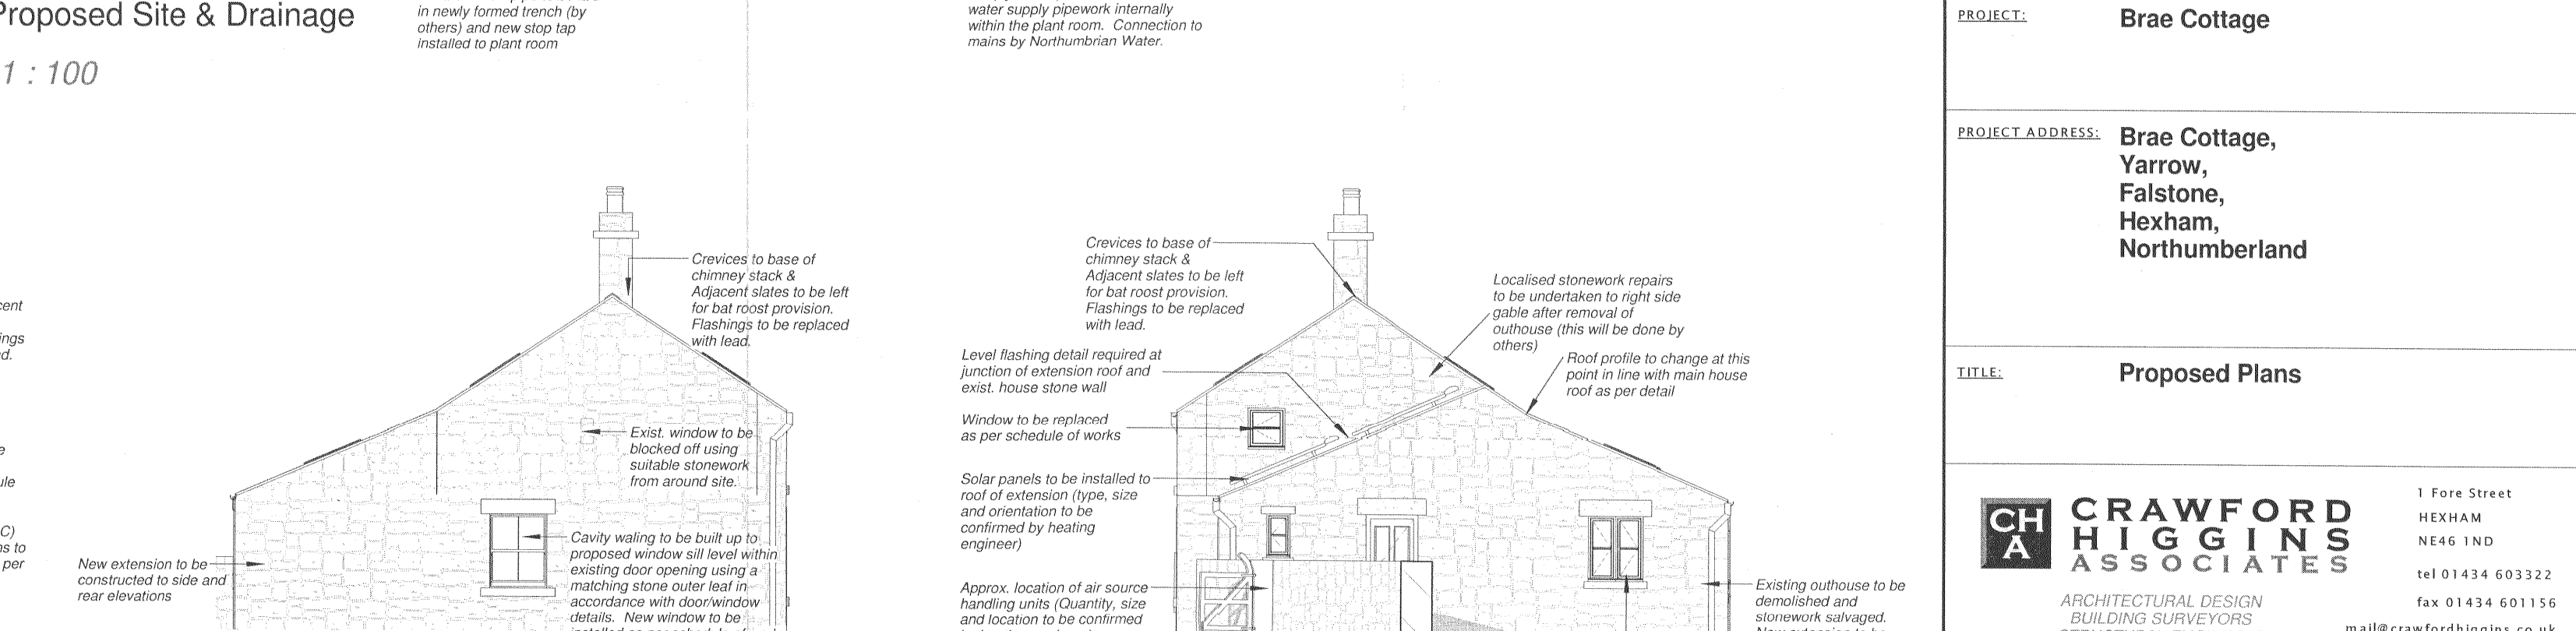 Proposed Site & Drainage
1 : 100
in newly formed trench (by
others) and new stop tap
installed to plant room
water supply pipework internally
within the plant room. Connection to
mains by Northumbrian Water.
Crevices to base of
chimney stack &
Adjacent slates to be left
for bat roost provision.
Flashings to be replaced
with lead.
Exist. window to be
blocked off using
suitable stonework
from around site.
Cavity waling to be built up to
proposed window sill level within
existing door opening using a
matching stone outer leaf in
accordance with door/window
details. New window to be
New extension to be
constructed to side and
rear elevations
Crevices to base of
chimney stack &
Adjacent slates to be left
for bat roost provision.
Flashings to be replaced
with lead.
Level flashing detail required at
junction of extension roof and
exist. house stone wall
Window to be replaced
as per schedule of works
Solar panels to be installed to
roof of extension (type, size
and orientation to be
confirmed by heating
engineer)
Approx. location of air source
handling units (Quantity, size
and location to be confirmed
Localised stonework repairs
to be undertaken to right side
gable after removal of
outhouse (this will be done by
others)
Roof profile to change at this
point in line with main house
roof as per detail
Existing outhouse to be
demolished and
stonework salvaged.
PROJECT: Brae Cottage
PROJECT ADDRESS: Brae Cottage,
Yarrow,
Falstone,
Hexham,
Northumberland
TITLE: Proposed Plans
CHA
CRAWFORD
HIGGINS
ASSOCIATES
ARCHITECTURAL DESIGN
BUILDING SURVEYORS
1 Fore Street
HEXHAM
NE46 1ND
tel 01434 603322
fax 01434 601156
mail@crawfordhiggins.co.uk